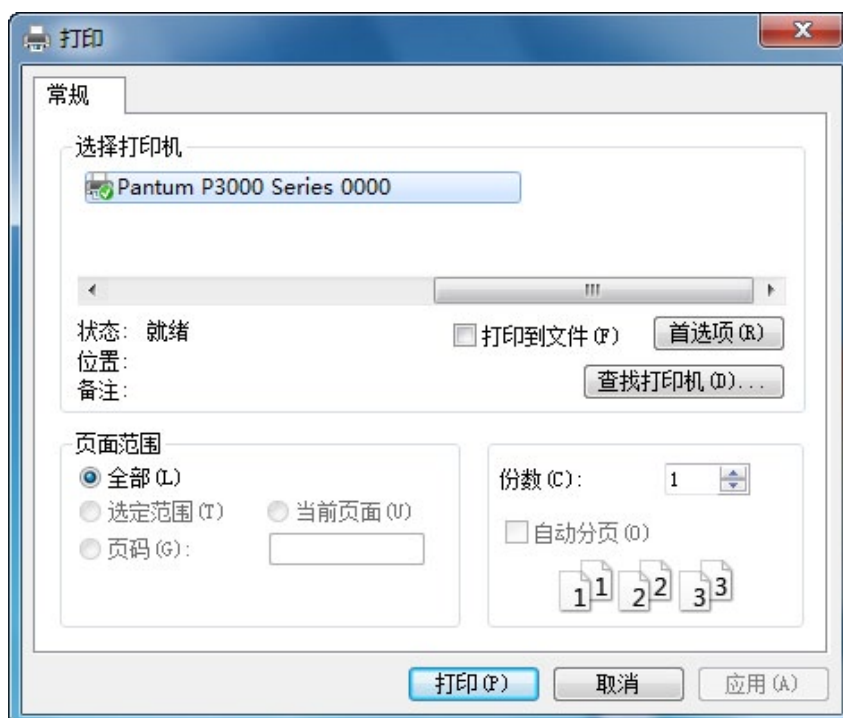 打印
常规
选择打印机
Pantum P3000 Series 0000
状态: 就绪
打印到文件(F)
首选项(R)
位置:
查找打印机(D)...
备注:
页面范围
全部(L)
选定范围(T)
当前页面(U)
页码(G):
份数(C): 1
自动分页(O)
1 1 2 2 3 3
打印(P)
取消
应用(A)